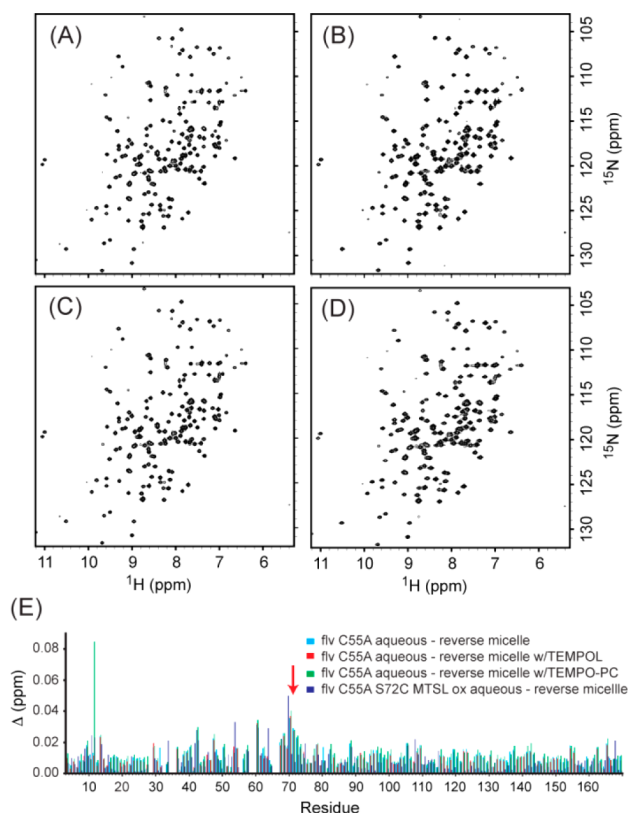 (A)
(B)
105
110
115
120
125
130
15N (ppm)
(C)
(D)
105
110
115
120
125
130
15N (ppm)
11 10 9 8 7 6
1H (ppm)
11 10 9 8 7 6
1H (ppm)
(E)
flv C55A aqueous - reverse micelle
flv C55A aqueous - reverse micelle w/TEMPOL
flv C55A aqueous - reverse micelle w/TEMPO-PC
flv C55A S72C MTSL ox aqueous - reverse micellle
0.08
0.06
0.04
0.02
0.00
Δ (ppm)
10 20 30 40 50 60 70 80 90 100 110 120 130 140 150 160 170
Residue